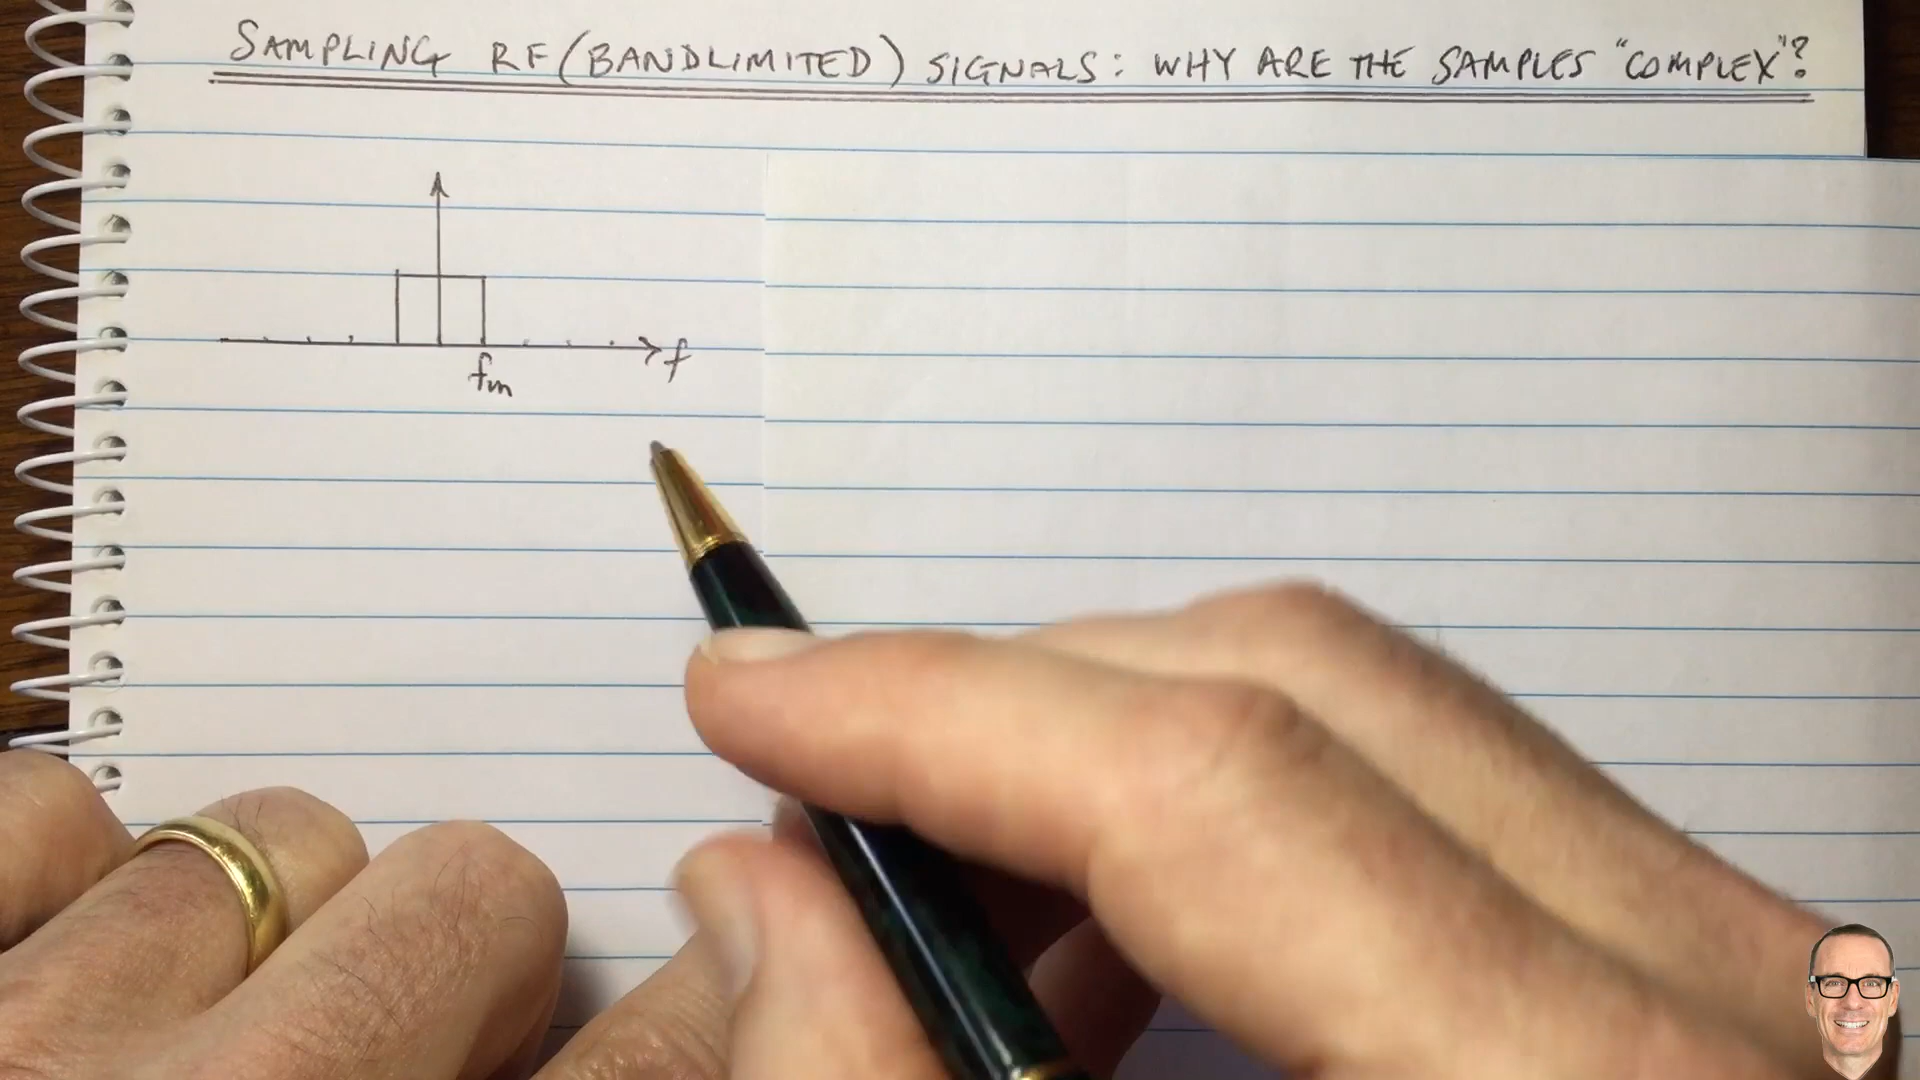 SAMPLING RF (BANDLIMITED) SIGNALS: WHY ARE THE SAMPLES "COMPLEX"?
f
fm